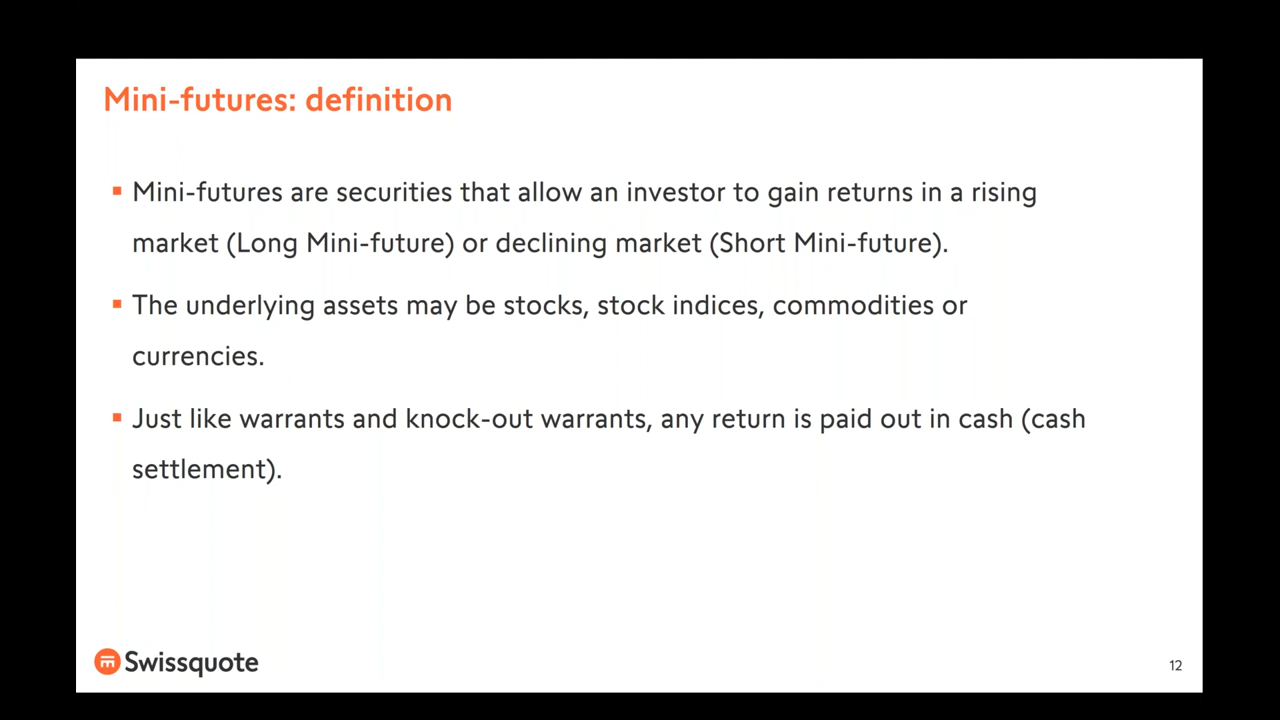 Mini-futures: definition
▪ Mini-futures are securities that allow an investor to gain returns in a rising
market (Long Mini-future) or declining market (Short Mini-future).
▪ The underlying assets may be stocks, stock indices, commodities or
currencies.
▪ Just like warrants and knock-out warrants, any return is paid out in cash (cash
settlement).
Swissquote
12